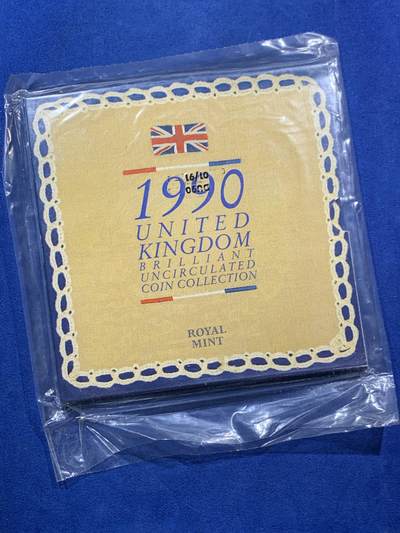 1990
UNITED
KINGDOM
BRILLIANT
UNCIRCULATED
COIN COLLECTION
ROYAL
MINT